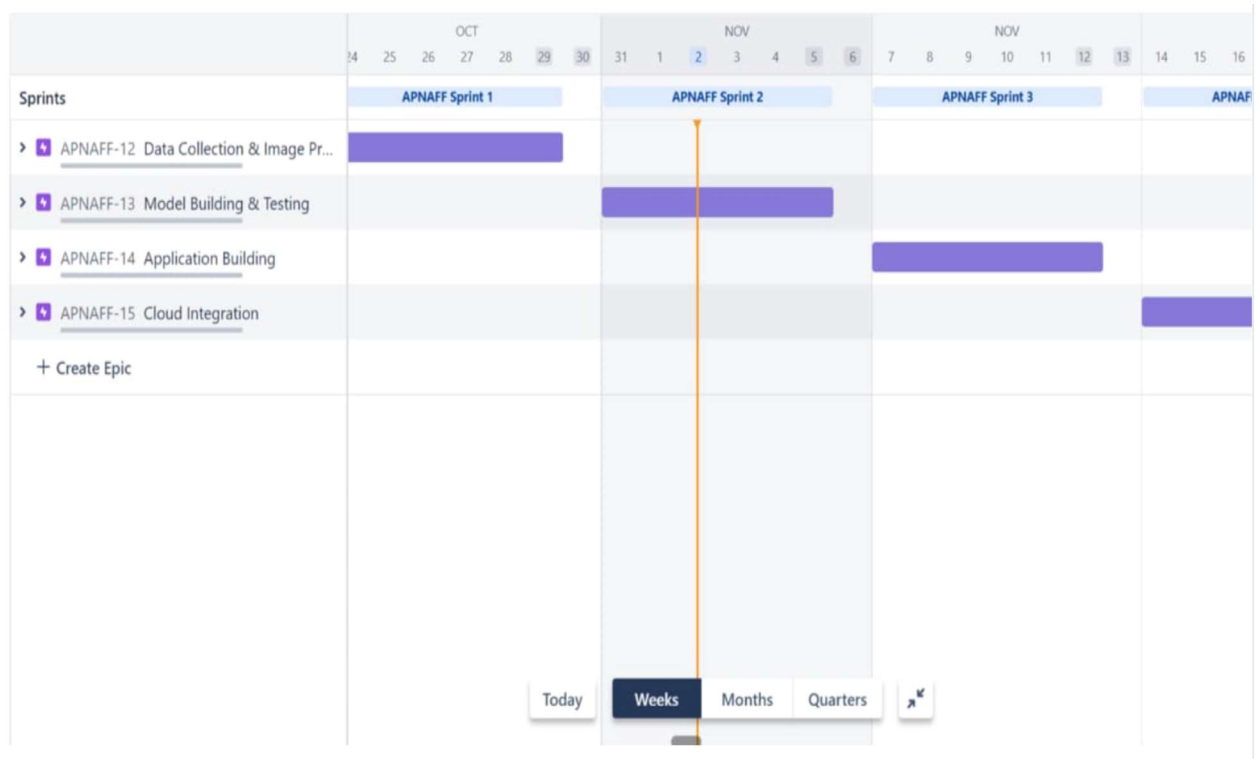 OCT NOV NOV
24 25 26 27 28 29 30 31 1 2 3 4 5 6 7 8 9 10 11 12 13 14 15 16
Sprints APNAFF Sprint 1 APNAFF Sprint 2 APNAFF Sprint 3 APNAF
APNAFF-12 Data Collection & Image Pr...
APNAFF-13 Model Building & Testing
APNAFF-14 Application Building
APNAFF-15 Cloud Integration
+ Create Epic
Today Weeks Months Quarters